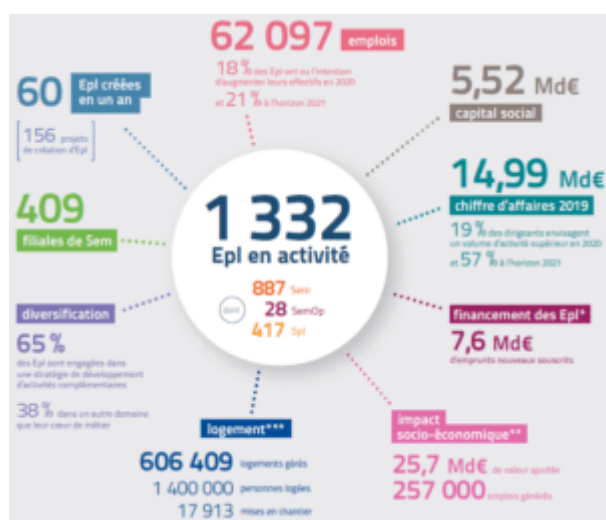 62 097 emplois
18 % des Epl ont eu l'intention
d'augmenter leurs effectifs en 2020
et 21 % à l'horizon 2021
60 Epl créées
en un an
156 projets
de création d'Epl
5,52 Md€
capital social
409
filiales de Sem
14,99 Md€
chiffre d'affaires 2019
19 % des dirigeants envisagent
un volume d'activité supérieur en 2020
et 57 % à l'horizon 2021
1 332
Epl en activité
dont
887 Sem
28 SemOp
417 Spl
diversification
65 %
des Epl sont engagées dans
une stratégie de développement
d'activités complémentaires
38 % dans un autre domaine
que leur cœur de métier
financement des Epl*
7,6 Md€
d'emprunts nouveaux souscrits
logement***
606 409 logements gérés
1 400 000 personnes logées
17 913 mises en chantier
impact
socio-économique**
25,7 Md€ de valeur ajoutée
257 000 emplois générés